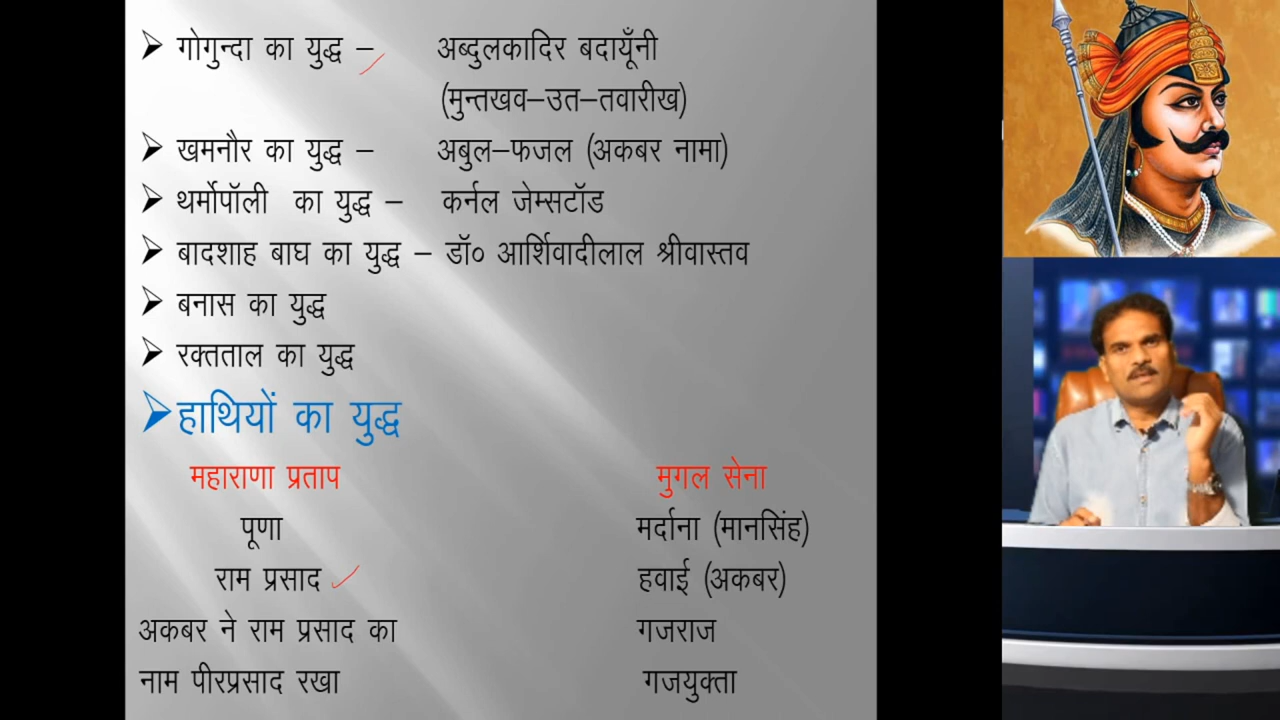 गोगुन्दा का युद्ध – अब्दुलकादिर बदायूँनी
(मुन्तखव–उत–तवारीख)
खमनौर का युद्ध – अबुल–फजल (अकबर नामा)
थर्मोपॉली का युद्ध – कर्नल जेम्सटॉड
बादशाह बाघ का युद्ध – डॉ० आर्शिवादीलाल श्रीवास्तव
बनास का युद्ध
रक्तताल का युद्ध
हाथियों का युद्ध
महाराणा प्रताप मुगल सेना
पूणा मर्दाना (मानसिंह)
राम प्रसाद हवाई (अकबर)
अकबर ने राम प्रसाद का गजराज
नाम पीरप्रसाद रखा गजयुक्ता